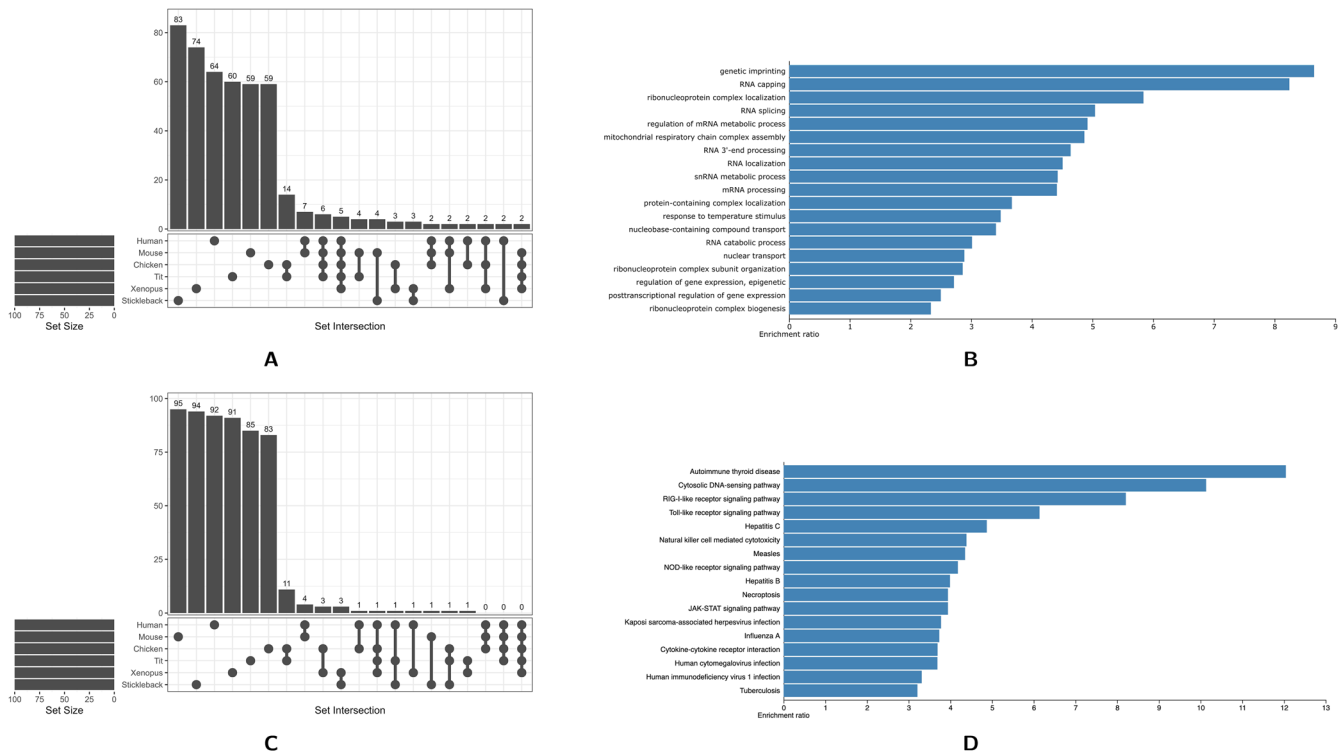 83
74
64
60
59
59
14
7
6
5
4
4
3
3
2
2
2
2
2
2
80
60
40
20
0
Human
Mouse
Chicken
Tit
Xenopus
Stickleback
100 75 50 25 0
Set Size
Set Intersection
A
genetic imprinting
RNA capping
ribonucleoprotein complex localization
RNA splicing
regulation of mRNA metabolic process
mitochondrial respiratory chain complex assembly
RNA 3'-end processing
RNA localization
snRNA metabolic process
mRNA processing
protein-containing complex localization
response to temperature stimulus
nucleobase-containing compound transport
RNA catabolic process
nuclear transport
ribonucleoprotein complex subunit organization
regulation of gene expression, epigenetic
posttranscriptional regulation of gene expression
ribonucleoprotein complex biogenesis
0 1 2 3 4 5 6 7 8 9
Enrichment ratio
B
95
94
92
91
85
83
11
4
3
3
1
1
1
1
1
1
1
0
0
0
100
75
50
25
0
Human
Mouse
Chicken
Tit
Xenopus
Stickleback
100 75 50 25 0
Set Size
Set Intersection
C
Autoimmune thyroid disease
Cytosolic DNA-sensing pathway
RIG-I-like receptor signaling pathway
Toll-like receptor signaling pathway
Hepatitis C
Natural killer cell mediated cytotoxicity
Measles
NOD-like receptor signaling pathway
Hepatitis B
Necroptosis
JAK-STAT signaling pathway
Kaposi sarcoma-associated herpesvirus infection
Influenza A
Cytokine-cytokine receptor interaction
Human cytomegalovirus infection
Human immunodeficiency virus 1 infection
Tuberculosis
0 1 2 3 4 5 6 7 8 9 10 11 12 13
Enrichment ratio
D